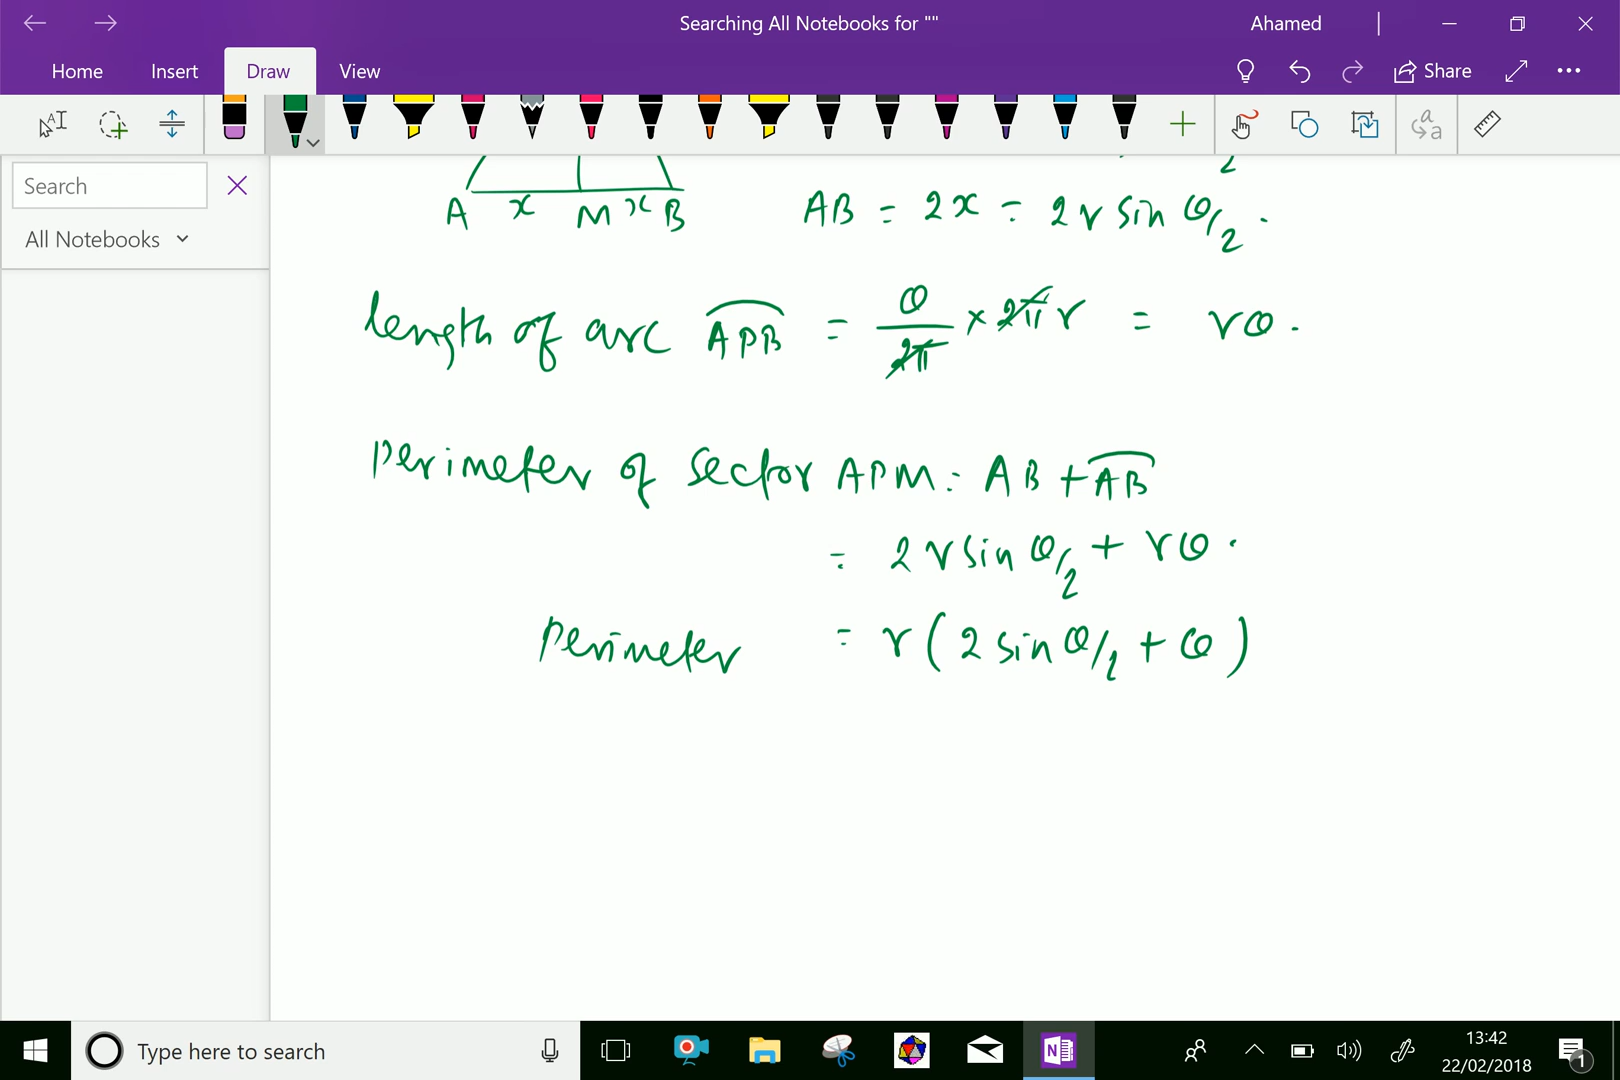 Searching All Notebooks for ""
Ahamed
Home Insert Draw View
Share
Search
All Notebooks
2
A x M x B
AB = 2x = 2r sin θ/2 .
length of arc APB = θ/2π × 2πr = rθ .
Perimeter of sector APM = AB + AB
= 2r sin θ/2 + rθ .
Perimeter = r ( 2 sin θ/2 + θ )
Type here to search
13:42
22/02/2018
1